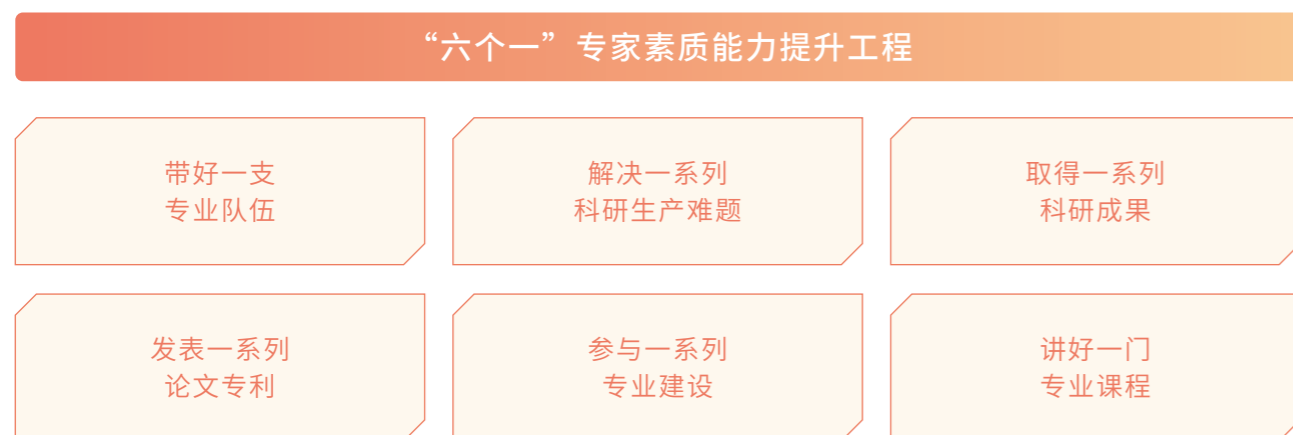 “六个一”专家素质能力提升工程
带好一支
专业队伍
解决一系列
科研生产难题
取得一系列
科研成果
发表一系列
论文专利
参与一系列
专业建设
讲好一门
专业课程